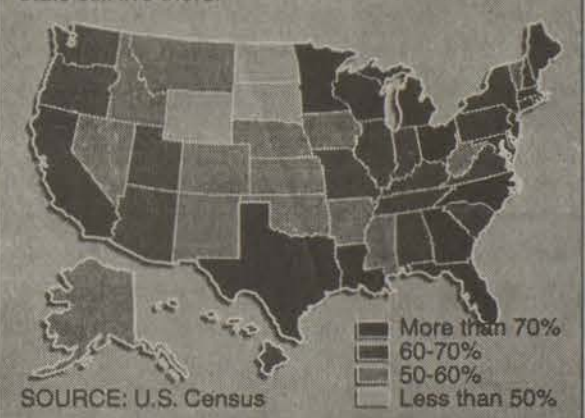 More than 70%
60-70%
50-60%
SOURCE: U.S. Census
Less than 50%